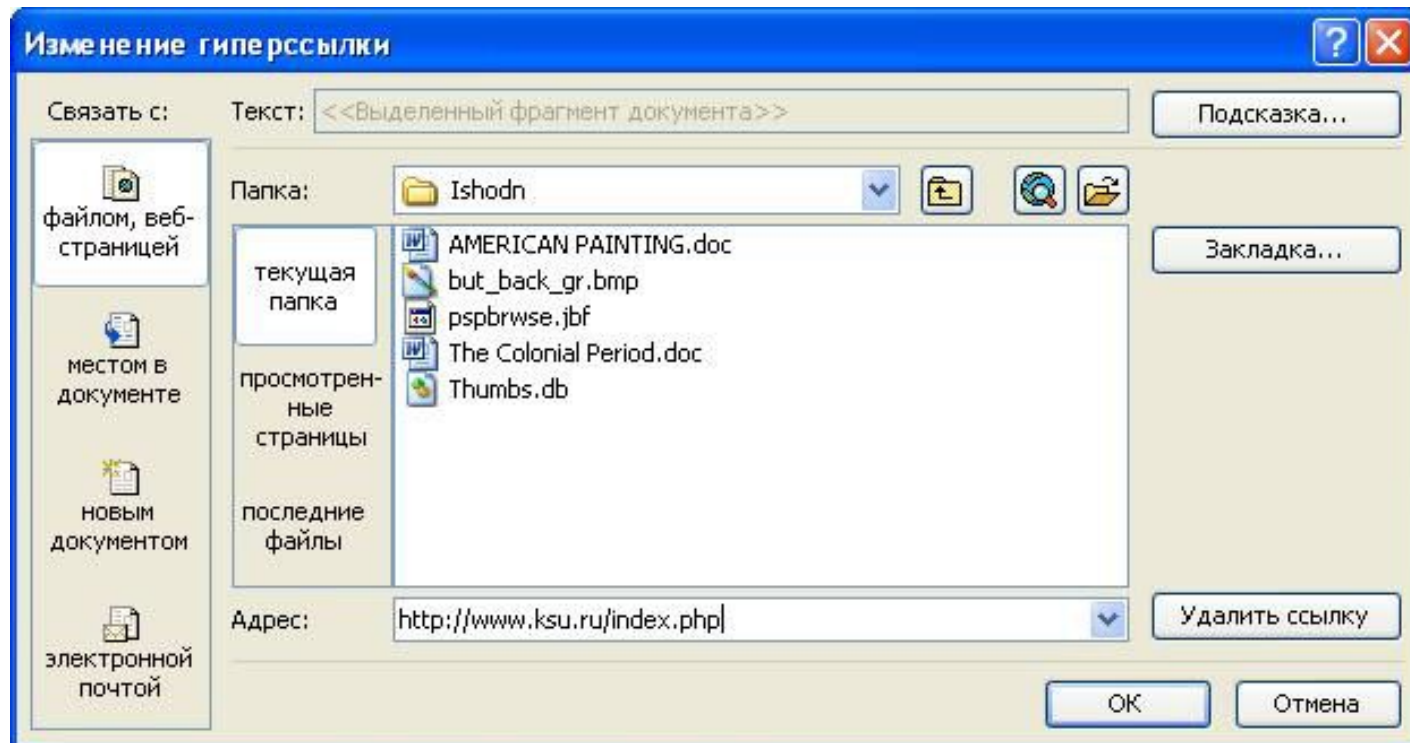 Изменение гиперссылки
Связать с:
Текст: <<Выделенный фрагмент документа>>
Подсказка...
файлом, веб-
страницей
местом в
документе
новым
документом
электронной
почтой
Папка: Ishodn
текущая
папка
просмотрен-
ные
страницы
последние
файлы
AMERICAN PAINTING.doc
but_back_gr.bmp
pspbrwse.jbf
The Colonial Period.doc
Thumbs.db
Закладка...
Адрес: http://www.ksu.ru/index.php
Удалить ссылку
ОК
Отмена